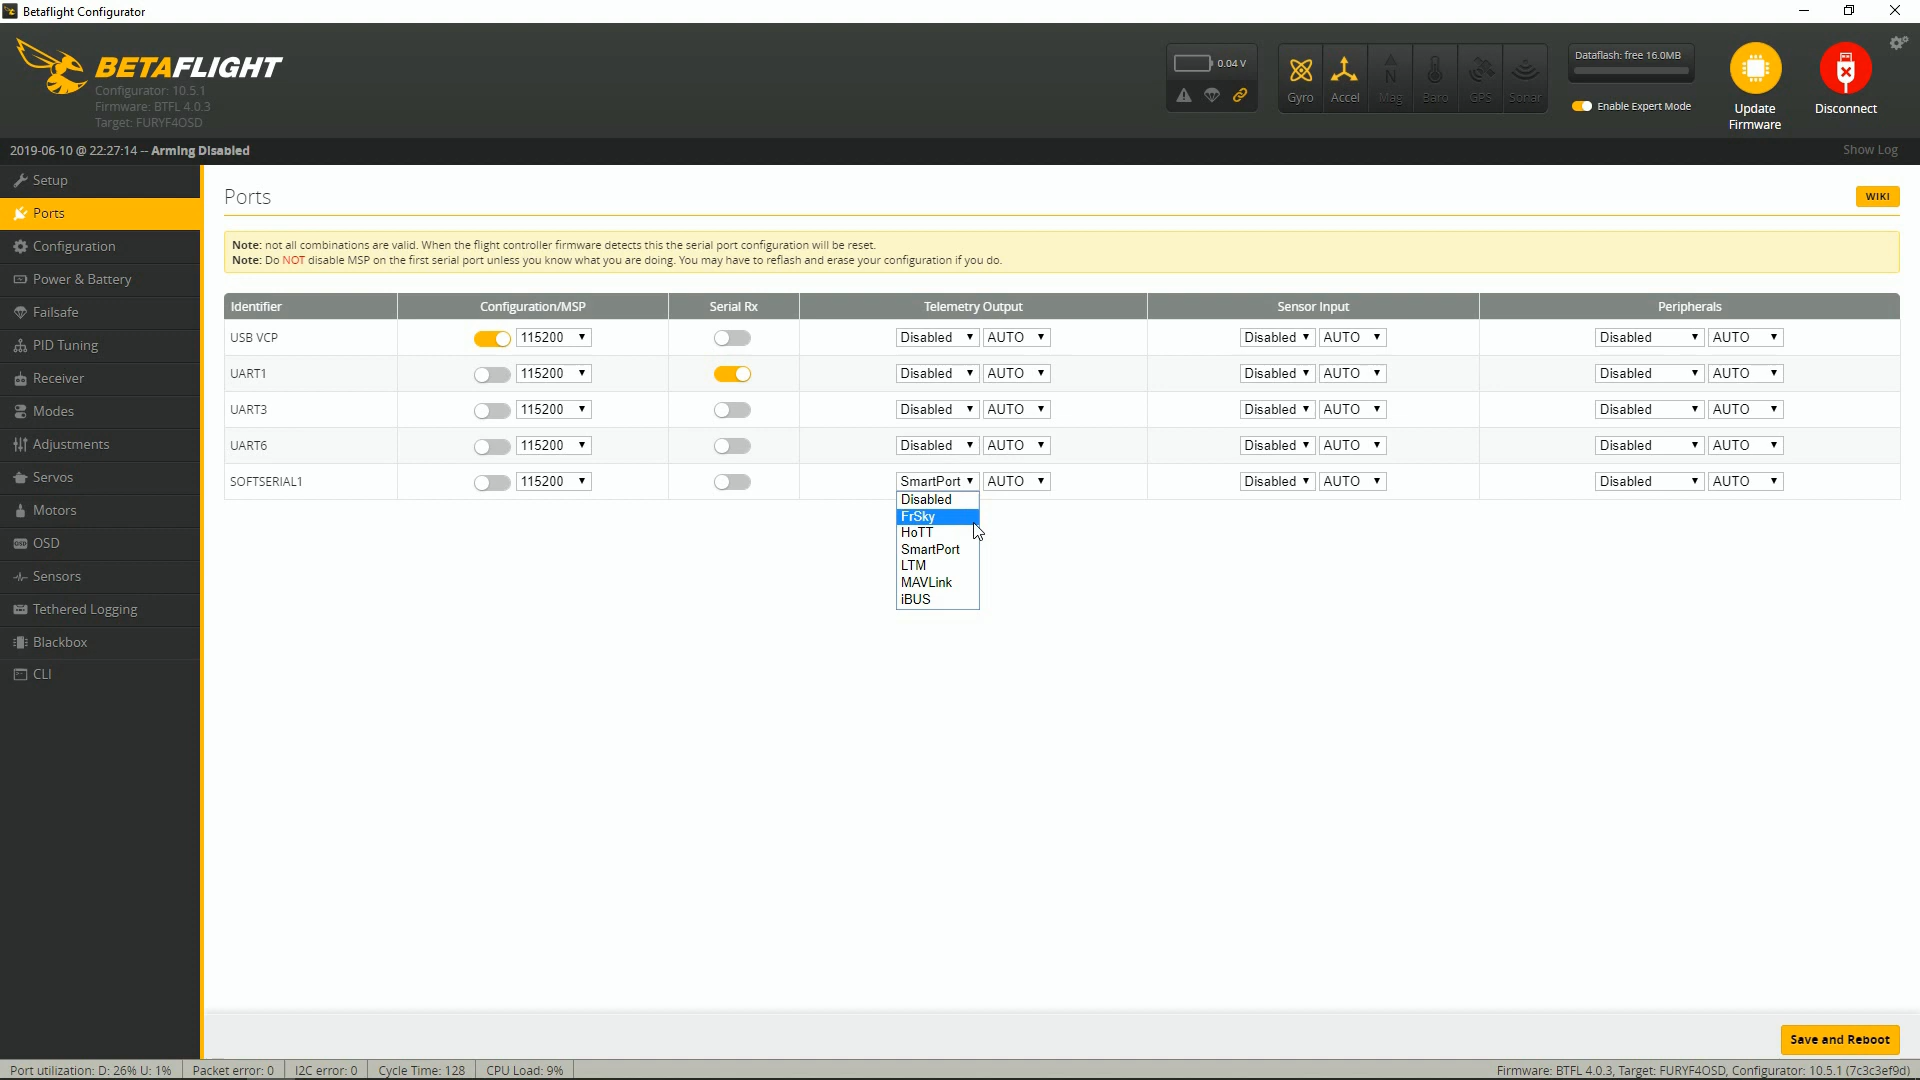 Betaflight Configurator
BETAFLIGHT
Configurator: 10.5.1
Firmware: BTFL 4.0.3
Target: FURYF4OSD
0.04 V
Gyro Accel Mag Baro GPS Sonar
Dataflash: free 16.0MB
Enable Expert Mode
Update
Firmware
Disconnect
2019-06-10 @ 22:27:14 -- Arming Disabled
Show Log
Setup
Ports
Configuration
Power & Battery
Failsafe
PID Tuning
Receiver
Modes
Adjustments
Servos
Motors
OSD
Sensors
Tethered Logging
Blackbox
CLI
Ports
WIKI
Note: not all combinations are valid. When the flight controller firmware detects this the serial port configuration will be reset.
Note: Do NOT disable MSP on the first serial port unless you know what you are doing. You may have to reflash and erase your configuration if you do.
Identifier Configuration/MSP Serial Rx Telemetry Output Sensor Input Peripherals
USB VCP 115200 Disabled AUTO Disabled AUTO Disabled AUTO
UART1 115200 Disabled AUTO Disabled AUTO Disabled AUTO
UART3 115200 Disabled AUTO Disabled AUTO Disabled AUTO
UART6 115200 Disabled AUTO Disabled AUTO Disabled AUTO
SOFTSERIAL1 115200 SmartPort AUTO Disabled AUTO Disabled AUTO
Disabled
FrSky
HoTT
SmartPort
LTM
MAVLink
iBUS
Save and Reboot
Port utilization: D: 26% U: 1% Packet error: 0 I2C error: 0 Cycle Time: 128 CPU Load: 9% Firmware: BTFL 4.0.3, Target: FURYF4OSD, Configurator: 10.5.1 (7c3c3ef9d)